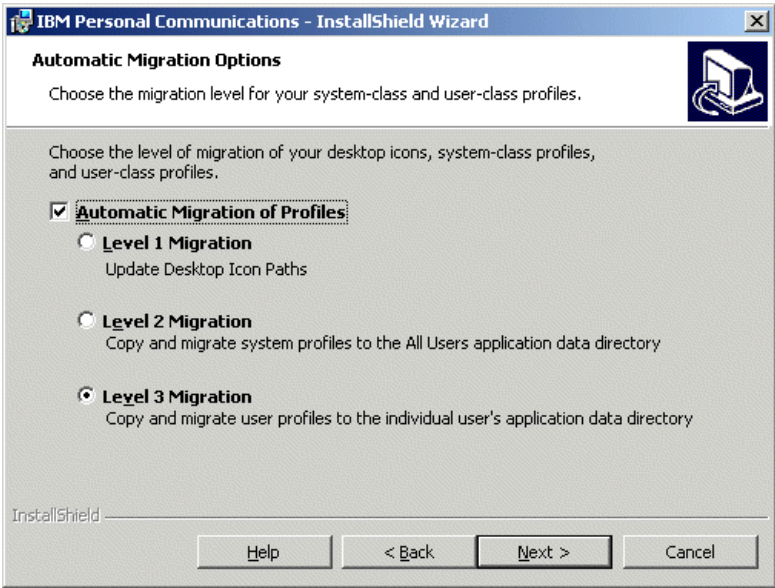 IBM Personal Communications - InstallShield Wizard
Automatic Migration Options
Choose the migration level for your system-class and user-class profiles.
Choose the level of migration of your desktop icons, system-class profiles,
and user-class profiles.
Automatic Migration of Profiles
Level 1 Migration
Update Desktop Icon Paths
Level 2 Migration
Copy and migrate system profiles to the All Users application data directory
Level 3 Migration
Copy and migrate user profiles to the individual user's application data directory
InstallShield
Help
< Back
Next >
Cancel